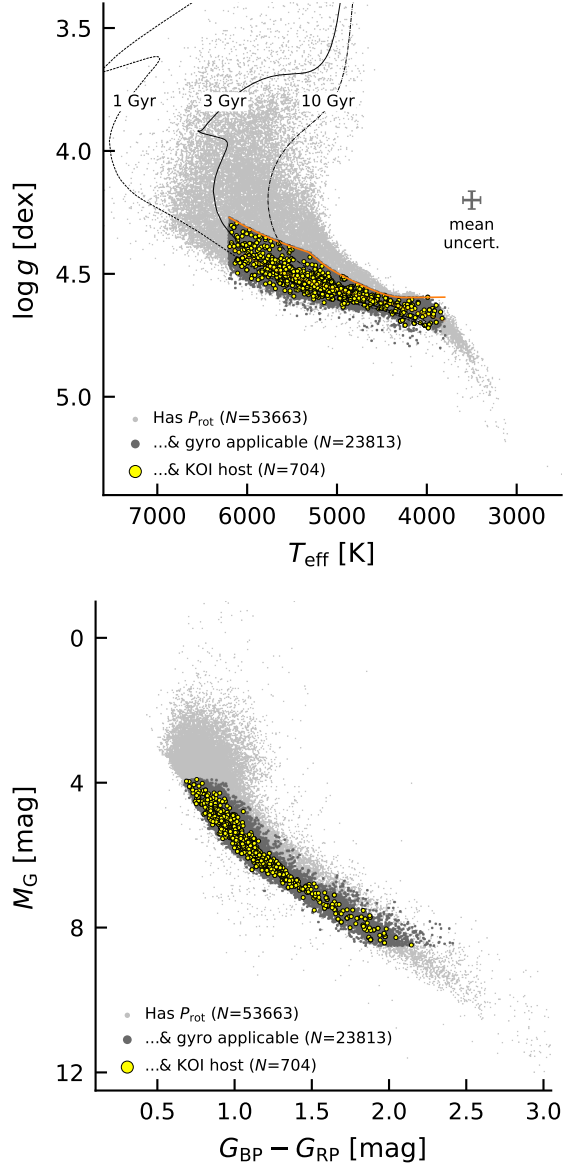 3.5
4.0
4.5
5.0
log g [dex]
1 Gyr
3 Gyr
10 Gyr
mean
uncert.
Has P_rot (N=53663)
...& gyro applicable (N=23813)
...& KOI host (N=704)
7000 6000 5000 4000 3000
T_eff [K]
0
4
8
12
M_G [mag]
Has P_rot (N=53663)
...& gyro applicable (N=23813)
...& KOI host (N=704)
0.5 1.0 1.5 2.0 2.5 3.0
G_BP − G_RP [mag]